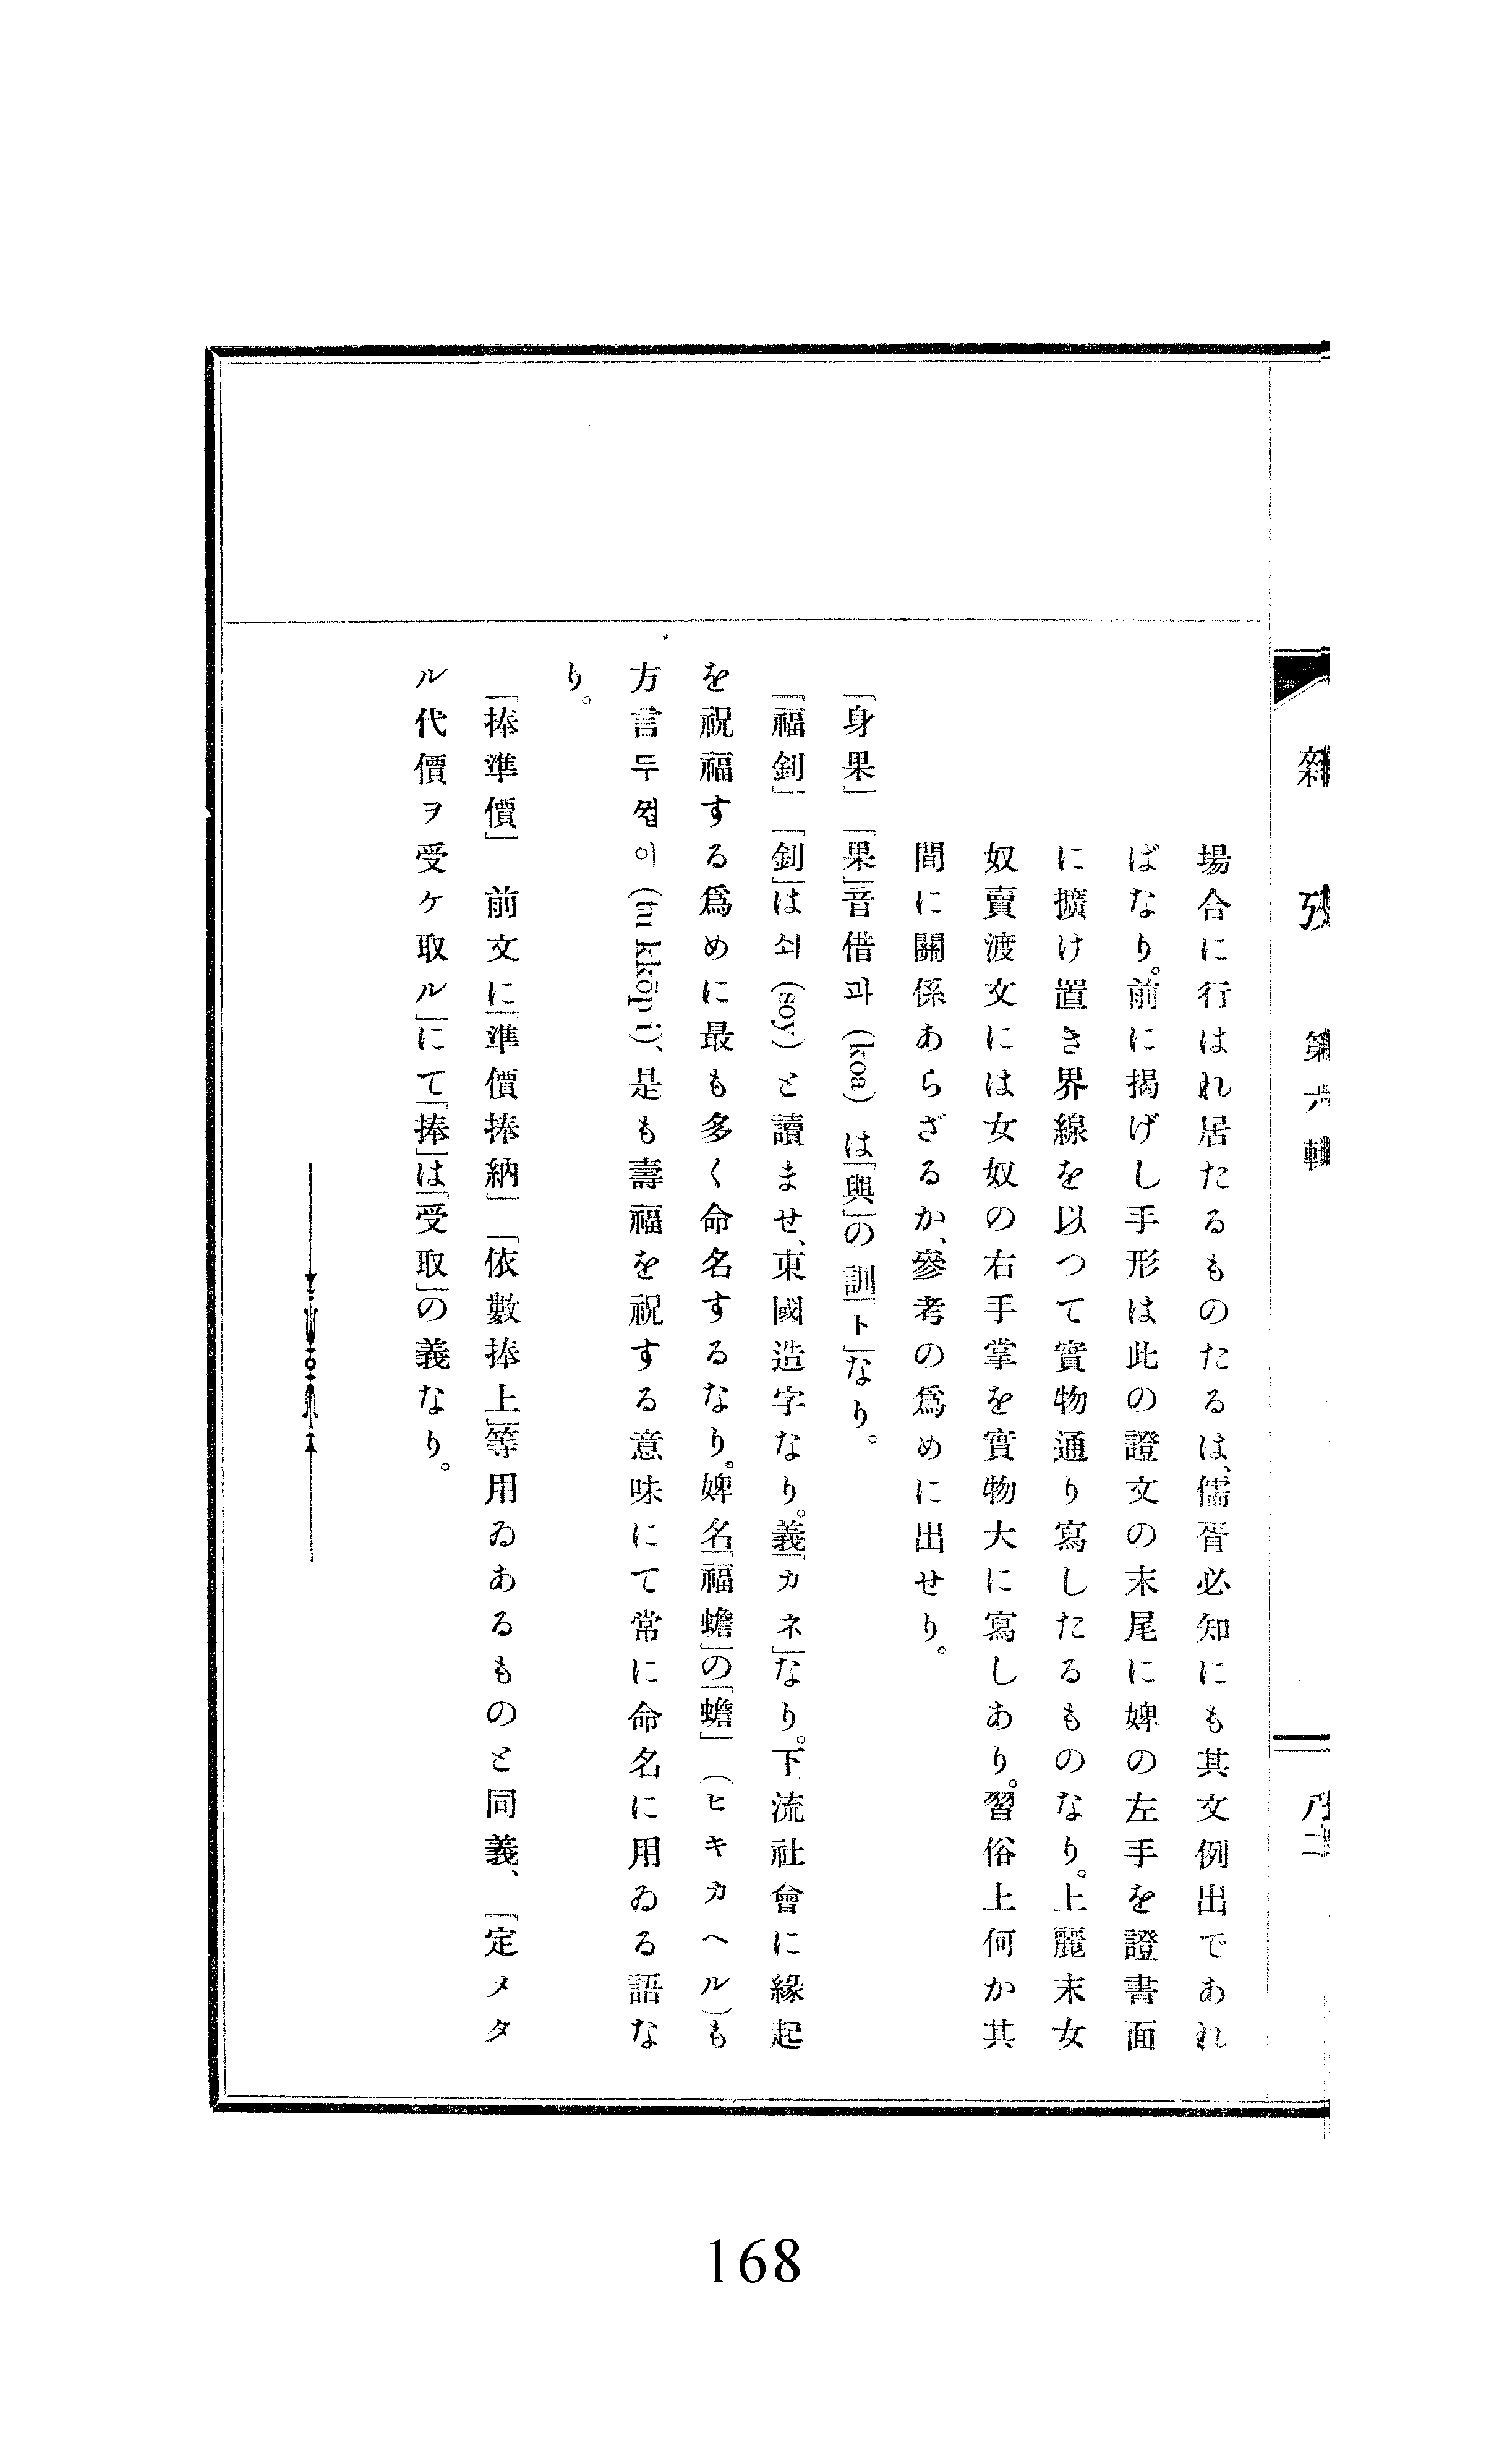 雜攷 第六輯 八二
場合に行はれ居たるものたるは、儒胥必知にも其文例出であれ
ばなり。前に揭げし手形は此の證文の末尾に婢の左手を證書面
に擴け置き界線を以つて實物通り寫したるものなり。上麗末女
奴賣渡文には女奴の右手掌を實物大に寫しあり。習俗上何か其
間に關係あらざるか、參考の爲めに出せり。
「身果」「果」音借과(koa)は「與」の訓「ト」なり。
「福釗」「釗」は쇠(soy)と讀ませ、東國造字なり。義「カネ」なり。下流社會に緣起
を祝福する爲めに最も多く命名するなり。婢名「福蟾」の「蟾」(ヒキカヘル)も
方言두껍이(tu kköp i)、是も壽福を祝する意味にて常に命名に用ゐる語な
り。
「捧準價」 前文に「準價捧納」「依數捧上」等用ゐあるものと同義、「定メタ
ル代價ヲ受ケ取ル」にて「捧」は「受取」の義なり。
168